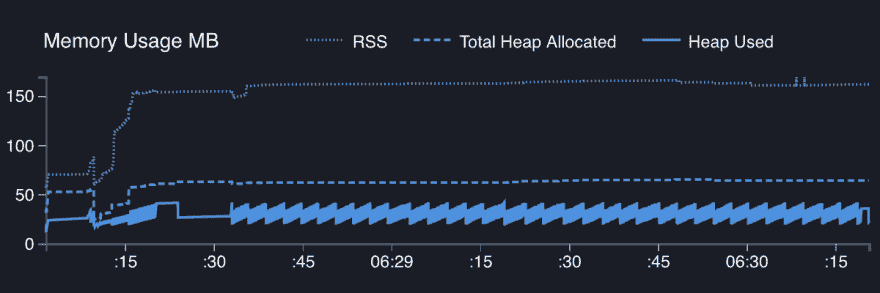 Memory Usage MB
RSS
Total Heap Allocated
Heap Used
150
100
50
0
:15 :30 :45 06:29 :15 :30 :45 06:30 :15